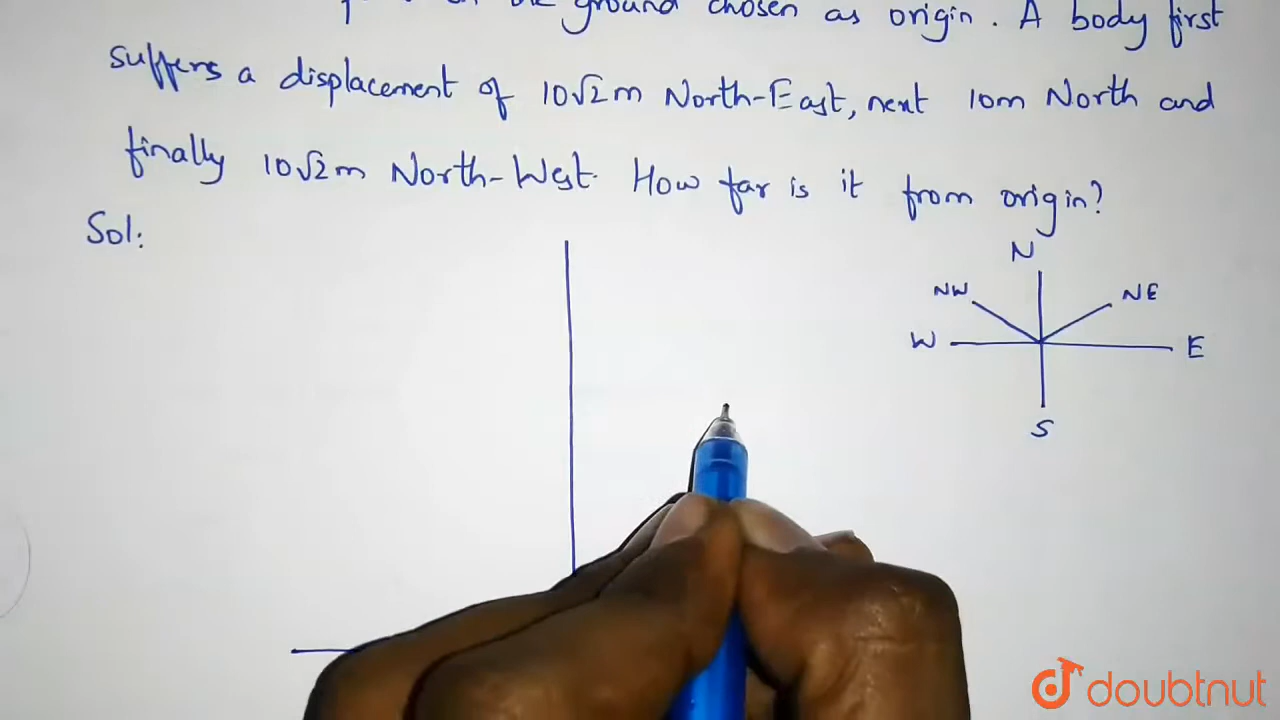 ground chosen as origin. A body first
suffers a displacement of 10√2m North-East, next 10m North and
finally 10√2m North-West. How far is it from origin?
Sol:
N
NW NE
W E
S
doubtnut